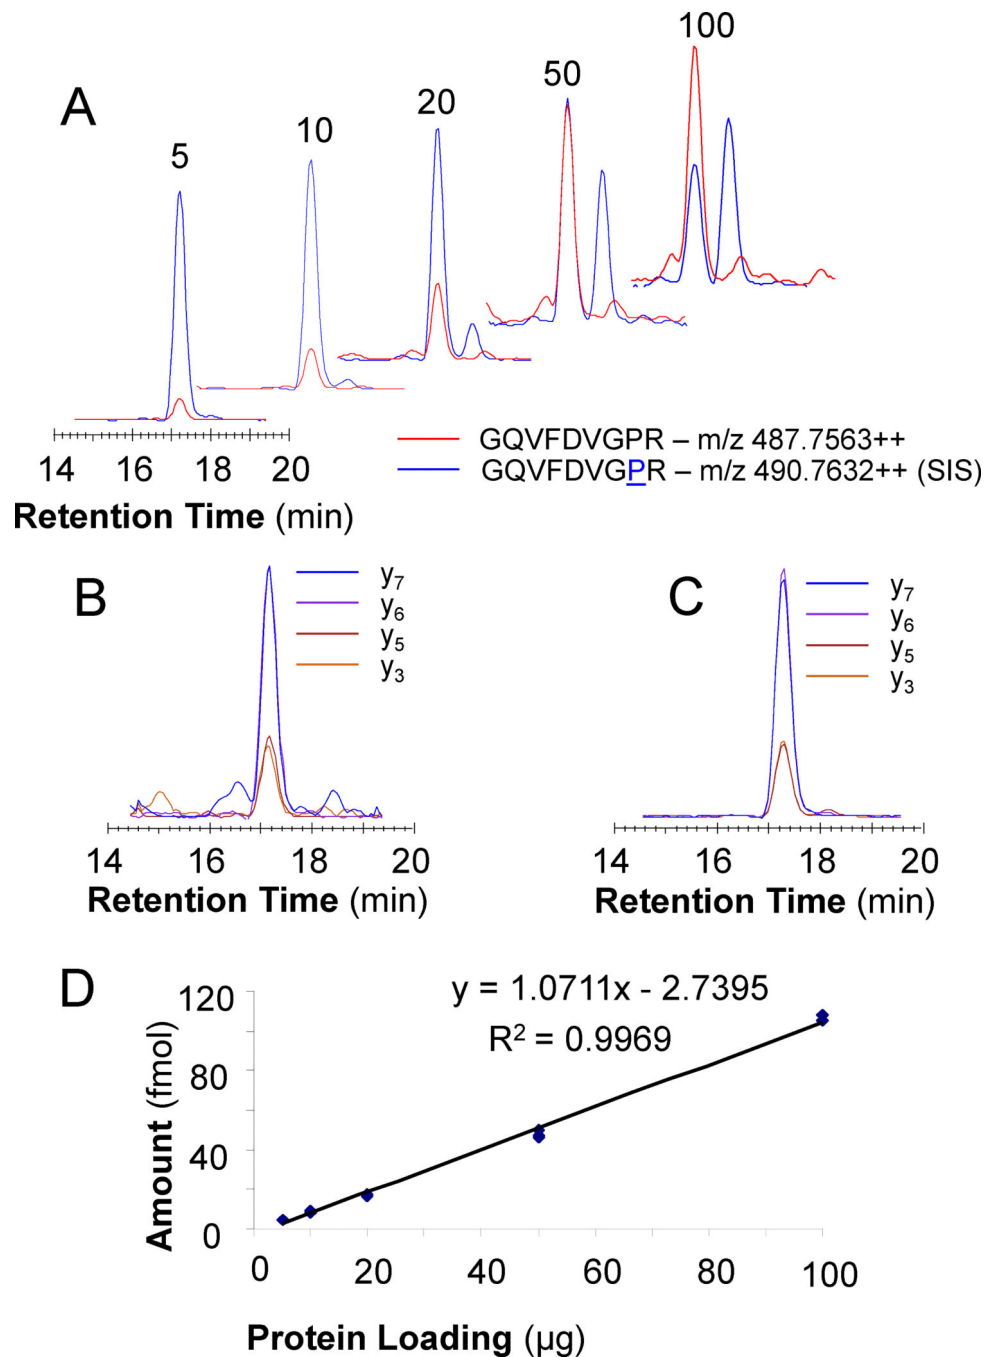 A
5
10
20
50
100
GQVFDVGPR – m/z 487.7563++
GQVFDVGPR – m/z 490.7632++ (SIS)
14 16 18 20
Retention Time (min)
B
y7
y6
y5
y3
14 16 18 20
Retention Time (min)
C
y7
y6
y5
y3
14 16 18 20
Retention Time (min)
D
y = 1.0711x - 2.7395
R² = 0.9969
Amount (fmol)
120
80
40
0
0 20 40 60 80 100
Protein Loading (µg)